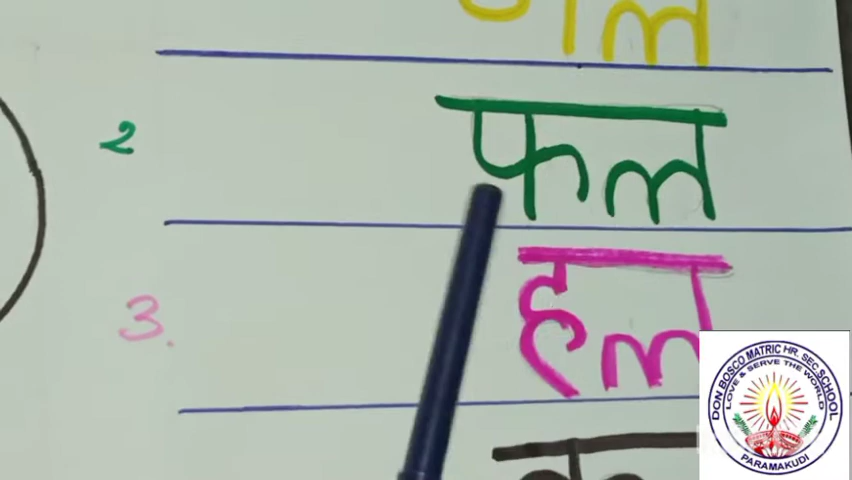 2 फल
3. हल
DON BOSCO MATRIC HR. SEC. SCHOOL
LOVE & SERVE THE WORLD
PARAMAKUDI